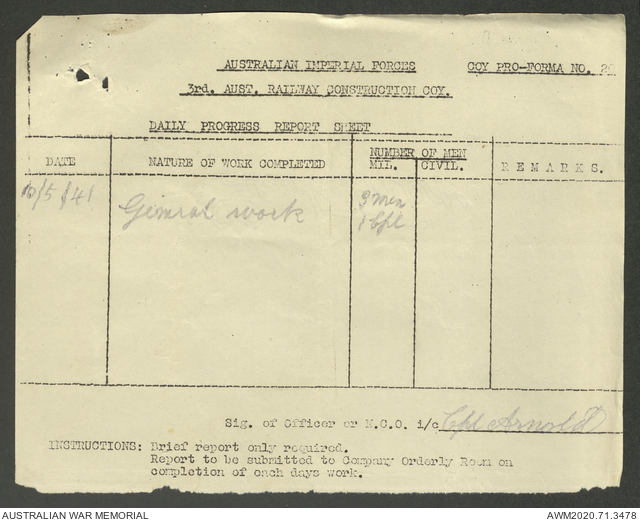 AUSTRALIAN IMPERIAL FORCES COY PRO-FORMA NO. 20
3rd. AUST. RAILWAY CONSTRUCTION COY.
DAILY PROGRESS REPORT SHEET
DATE NATURE OF WORK COMPLETED NUMBER OF MEN
MIL. CIVIL. REMARKS.
10/5/41 Ginral work 3 men
1 Cpl
Sig. of Officer or N.C.O. i/c Cpl Arnold
INSTRUCTIONS: Brief report only required.
Report to be submitted to Company Orderly Room on
completion of each days work.
AUSTRALIAN WAR MEMORIAL AWM2020.71.3478